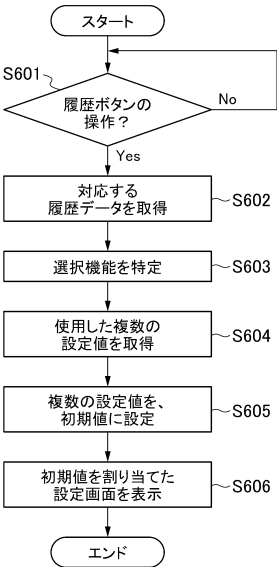 スタート
S601
履歴ボタンの
操作？
No
Yes
対応する
履歴データを取得
S602
選択機能を特定
S603
使用した複数の
設定値を取得
S604
複数の設定値を、
初期値に設定
S605
初期値を割り当てた
設定画面を表示
S606
エンド